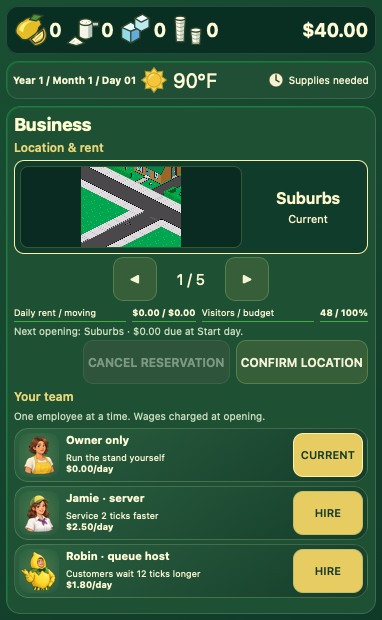 0 0 0 0 $40.00
Year 1 / Month 1 / Day 01 90°F Supplies needed
Business
Location & rent
Suburbs
Current
◄ 1 / 5 ►
Daily rent / moving $0.00 / $0.00 Visitors / budget 48 / 100%
Next opening: Suburbs · $0.00 due at Start day.
CANCEL RESERVATION CONFIRM LOCATION
Your team
One employee at a time. Wages charged at opening.
Owner only
Run the stand yourself
$0.00/day
CURRENT
Jamie · server
Service 2 ticks faster
$2.50/day
HIRE
Robin · queue host
Customers wait 12 ticks longer
$1.80/day
HIRE